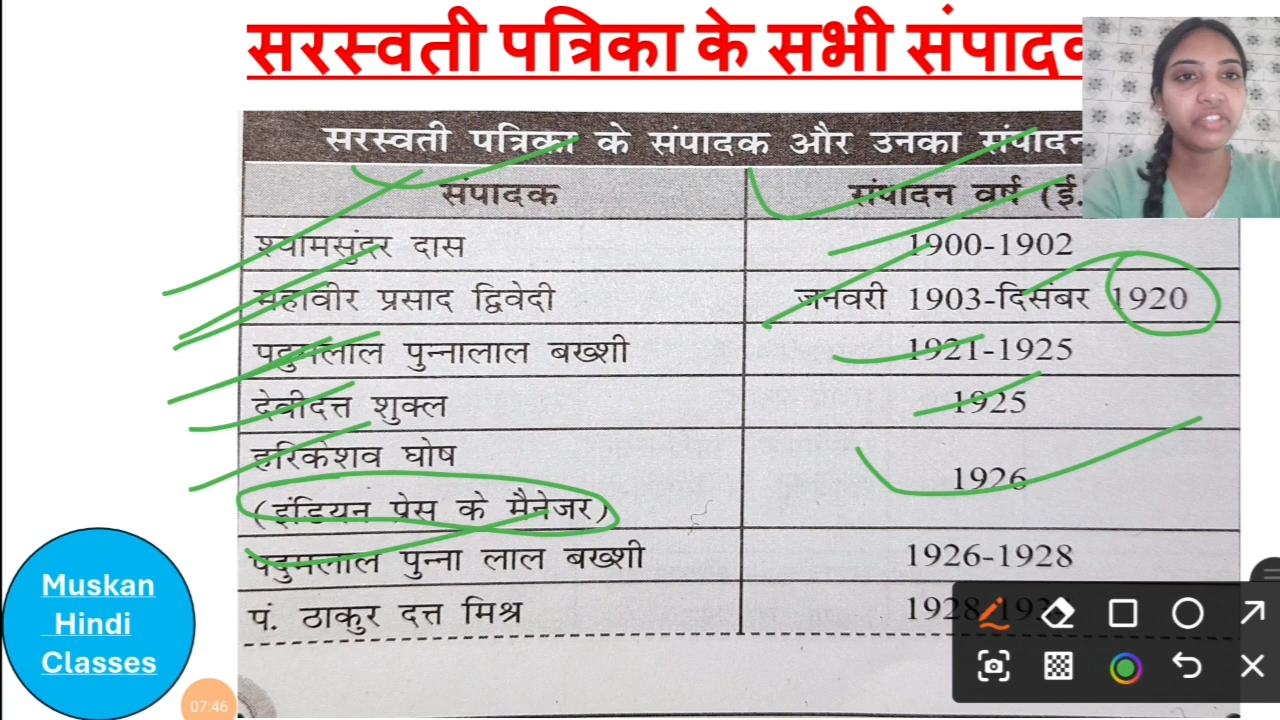 सरस्वती पत्रिका के सभी
सरस्वती पत्रिका के संपादक और उनका संपादन
संपादक संपादन वर्ष (ई.
श्यामसुंदर दास 1900-1902
महावीर प्रसाद द्विवेदी जनवरी 1903-दिसंबर 1920
पदुमलाल पुन्नालाल बख्शी 1921-1925
देवीदत्त शुक्ल 1925
हरिकेशव घोष
1926
(इंडियन प्रेस के मैनेजर)
पदुमलाल पुन्ना लाल बख्शी 1926-1928
पं. ठाकुर दत्त मिश्र 1928
Muskan
Hindi
Classes
07:46